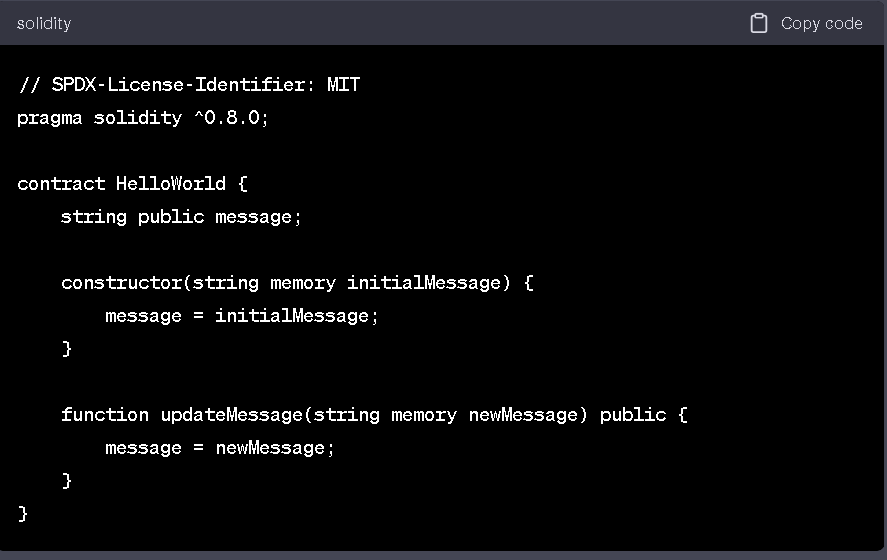 solidity
Copy code
// SPDX-License-Identifier: MIT
pragma solidity ^0.8.0;
contract HelloWorld {
    string public message;
    constructor(string memory initialMessage) {
        message = initialMessage;
    }
    function updateMessage(string memory newMessage) public {
        message = newMessage;
    }
}